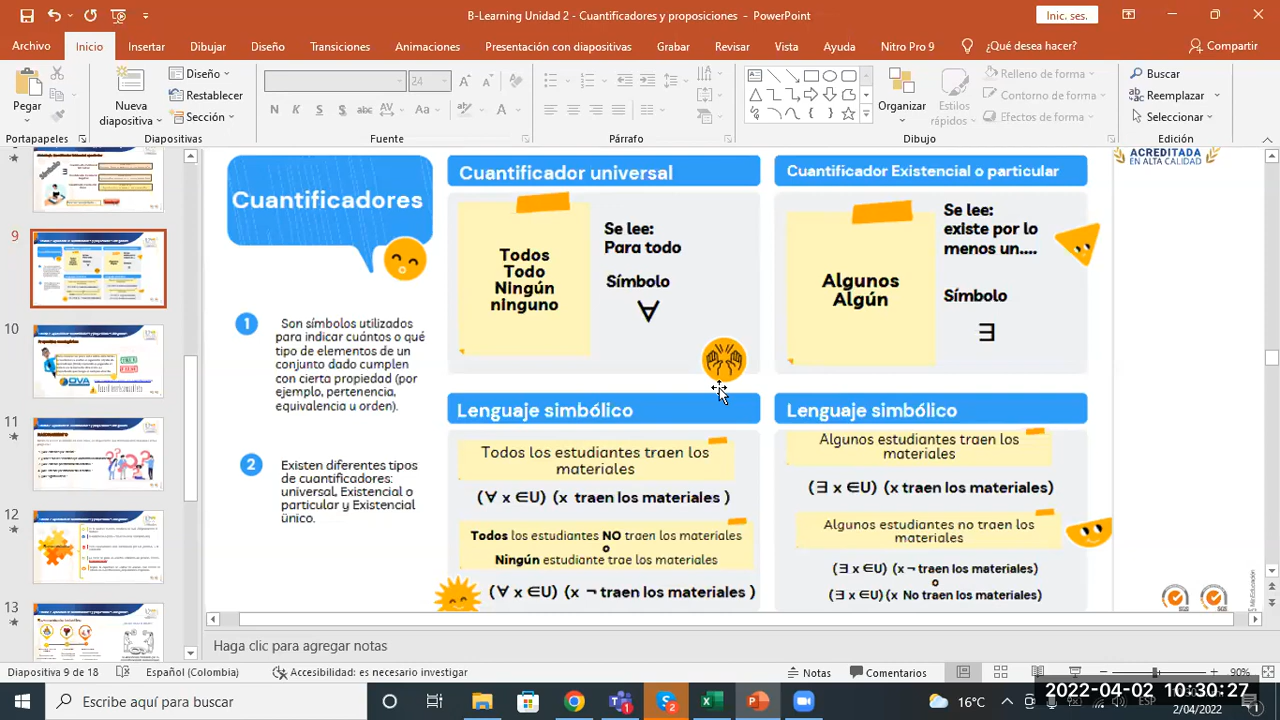 B-Learning Unidad 2 - Cuantificadores y proposiciones - PowerPoint
Inic. ses.
Archivo Inicio Insertar Dibujar Diseño Transiciones Animaciones Presentación con diapositivas Grabar Revisar Vista Ayuda Nitro Pro 9 ¿Qué desea hacer? Compartir
Pegar
Nueva
diapositiva
Diseño
Restablecer
Sección
24
N K S S abc AV Aa A
Organizar
Estilos
rápidos
Relleno de forma
Contorno de forma
Efectos de forma
Buscar
Reemplazar
Seleccionar
Portapapeles Diapositivas Fuente Párrafo Dibujo Edición
9
10
11
12
13
ACREDITADA
EN ALTA CALIDAD
Cuantificadores
1
Son símbolos utilizados
para indicar cuántos o qué
tipo de elementos de un
conjunto dado cumplen
con cierta propiedad (por
ejemplo, pertenencia,
equivalencia u orden).
2
Existen diferentes tipos
de cuantificadores:
universal, Existencial o
particular y Existencial
único.
Cuantificador universal
Todos
Todo
NIngún
ninguno
Se lee:
Para todo
Símbolo
∀
Cuantificador Existencial o particular
Algunos
Algún
Se lee:
existe por lo
menos un....
Símbolo
∃
Lenguaje simbólico
Todos los estudiantes traen los
materiales
(∀ x ∈U) (x traen los materiales )
Todos los estudiantes NO traen los materiales
o
Ningún estudiante trae los materiales
(∀ x ∈U) (x ¬ traen los materiales )
Lenguaje simbólico
Algunos estudiantes traen los
materiales
(∃ x ∈U) (x traen los materiales)
Algunos estudiantes no traen los
materiales
(∃ x ∈U) (x ¬ traen los materiales)
o
(∃ x ∈U) (x No traen los materiales)
Haga clic para agregar notas
Diapositiva 9 de 18 Español (Colombia) Accesibilidad: es necesario investigar Notas Comentarios 90%
Escribe aquí para buscar
16°C
ESP
2022-04-02 10:30:27
2/04/2022